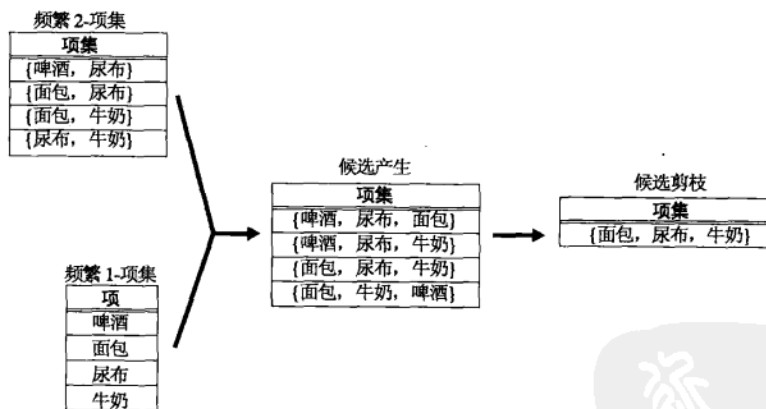 频繁 2-项集
项集
{啤酒，尿布}
{面包，尿布}
{面包，牛奶}
{尿布，牛奶}
频繁 1-项集
项
啤酒
面包
尿布
牛奶
候选产生
项集
{啤酒，尿布，面包}
{啤酒，尿布，牛奶}
{面包，尿布，牛奶}
{面包，牛奶，啤酒}
候选剪枝
项集
{面包，尿布，牛奶}